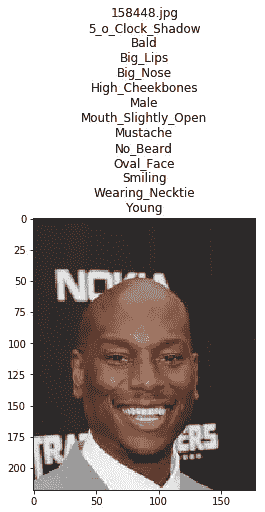 158448.jpg
5_o_Clock_Shadow
Bald
Big_Lips
Big_Nose
High_Cheekbones
Male
Mouth_Slightly_Open
Mustache
No_Beard
Oval_Face
Smiling
Wearing_Necktie
Young
0
25
50
75
100
125
150
175
200
0
50
100
150